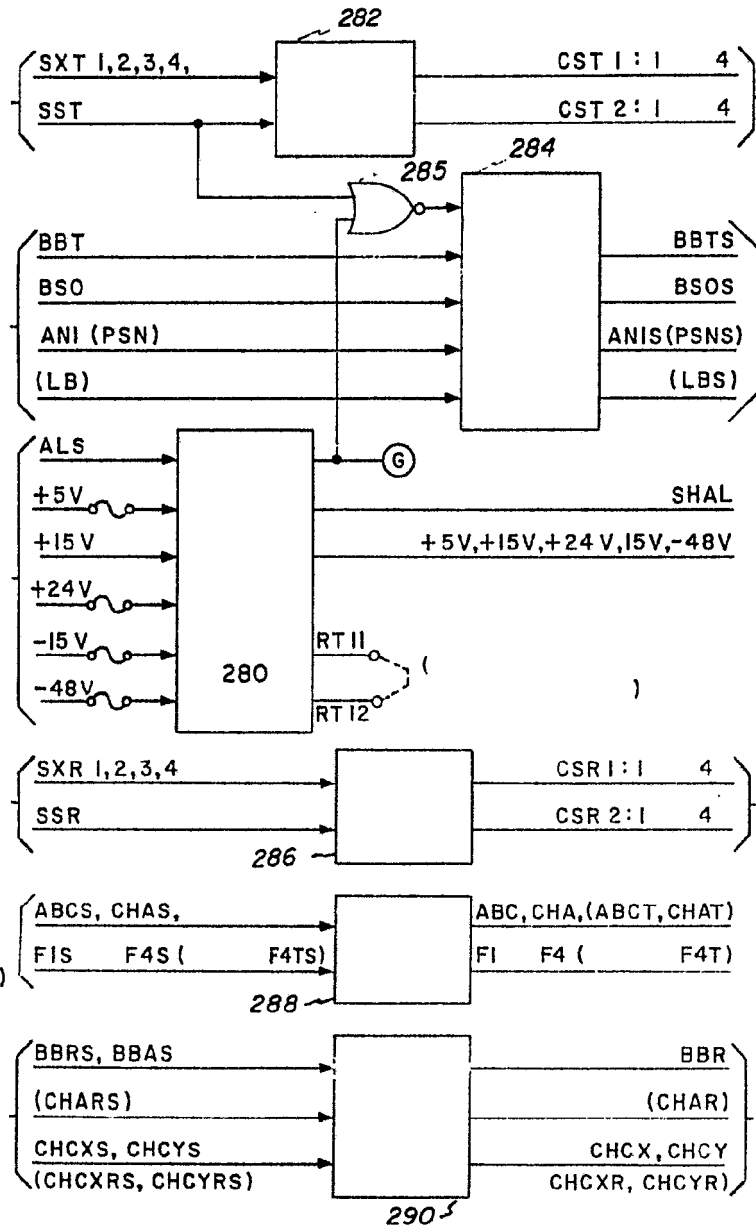 282
SXT 1,2,3,4, CST 1 : 1 4
SST CST 2 : 1 4
285 284
BBT BBTS
BSO BSOS
ANI (PSN) ANIS(PSNS)
(LB) (LBS)
ALS G
+5V SHAL
+15V +5V,+15V,+24V,15V,-48V
+24V
-15V RT11 (
280 )
-48V RT12
SXR 1,2,3,4 CSR 1 : 1 4
SSR CSR 2 : 1 4
286
ABCS, CHAS, ABC, CHA,(ABCT, CHAT)
F1S F4S ( F4TS) F1 F4 ( F4T)
)
288
BBRS, BBAS BBR
(CHARS) (CHAR)
CHCXS, CHCYS CHCX, CHCY
(CHCXRS, CHCYRS) CHCXR, CHCYR)
290